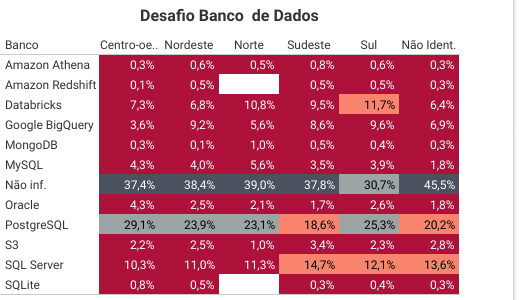 Desafio Banco de Dados
Banco Centro-oe.. Nordeste Norte Sudeste Sul Não Ident.
Amazon Athena 0,3% 0,6% 0,5% 0,8% 0,6% 0,3%
Amazon Redshift 0,1% 0,5% 0,5% 0,5% 0,3%
Databricks 7,3% 6,8% 10,8% 9,5% 11,7% 6,4%
Google BigQuery 3,6% 9,2% 5,6% 8,6% 9,6% 6,9%
MongoDB 0,3% 0,1% 1,0% 0,5% 0,4% 0,3%
MySQL 4,3% 4,0% 5,6% 3,5% 3,9% 1,8%
Não inf. 37,4% 38,4% 39,0% 37,8% 30,7% 45,5%
Oracle 4,3% 2,5% 2,1% 1,7% 2,6% 1,8%
PostgreSQL 29,1% 23,9% 23,1% 18,6% 25,3% 20,2%
S3 2,2% 2,5% 1,0% 3,4% 2,3% 2,8%
SQL Server 10,3% 11,0% 11,3% 14,7% 12,1% 13,6%
SQLite 0,8% 0,5% 0,3% 0,4% 0,3%